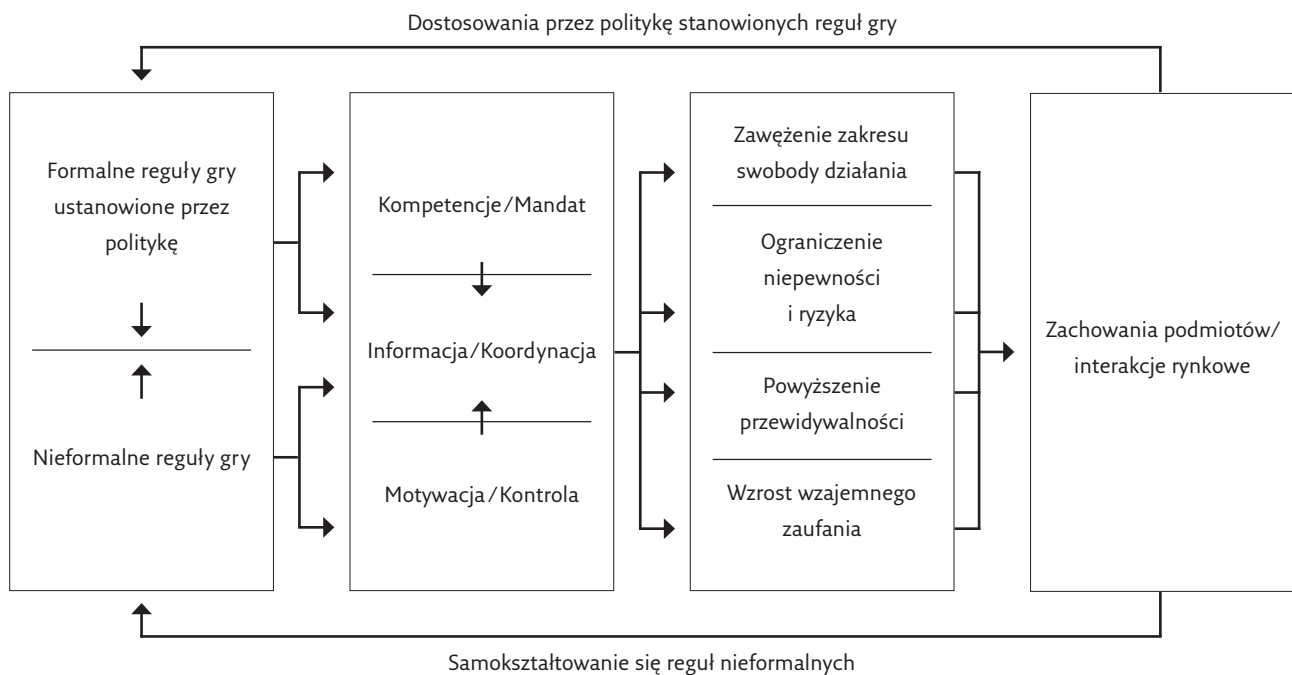 Dostosowania przez politykę stanowionych reguł gry
Formalne reguły gry
ustanowione przez
politykę
Nieformalne reguły gry
Kompetencje/Mandat
Informacja/Koordynacja
Motywacja/Kontrola
Zawężenie zakresu
swobody działania
Ograniczenie
niepewności
i ryzyka
Powyższenie
przewidywalności
Wzrost wzajemnego
zaufania
Zachowania podmiotów/
interakcje rynkowe
Samokształtowanie się reguł nieformalnych